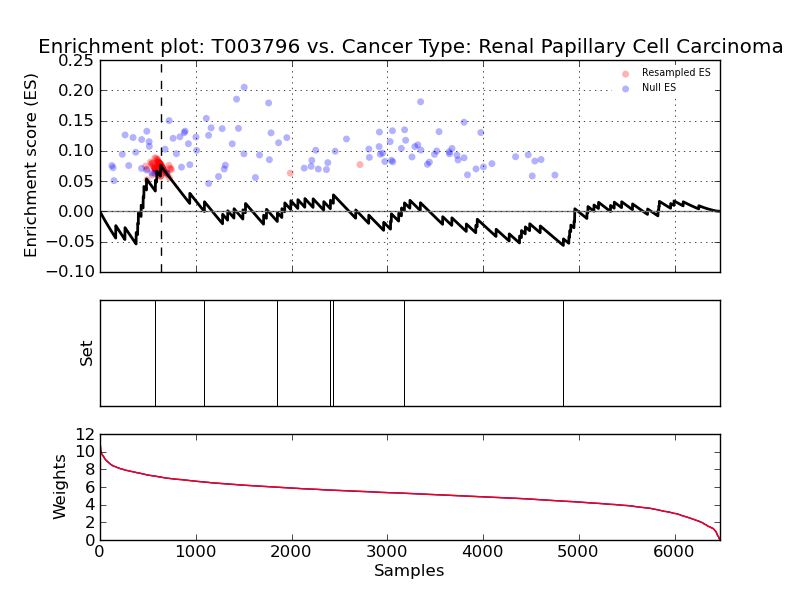 Enrichment plot: T003796 vs. Cancer Type: Renal Papillary Cell Carcinoma
0.25
0.20
0.15
0.10
0.05
0.00
−0.05
−0.10
Enrichment score (ES)
Resampled ES
Null ES
Set
12
10
8
6
4
2
0
Weights
0 1000 2000 3000 4000 5000 6000
Samples